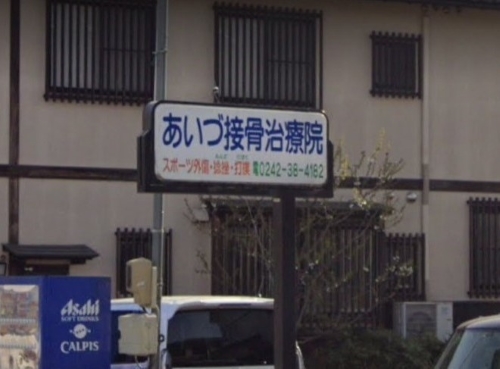 あいづ接骨治療院
スポーツ外傷・捻挫・打撲 ☎0242-38-4182
Asahi
SOFT DRINKS
CALPIS